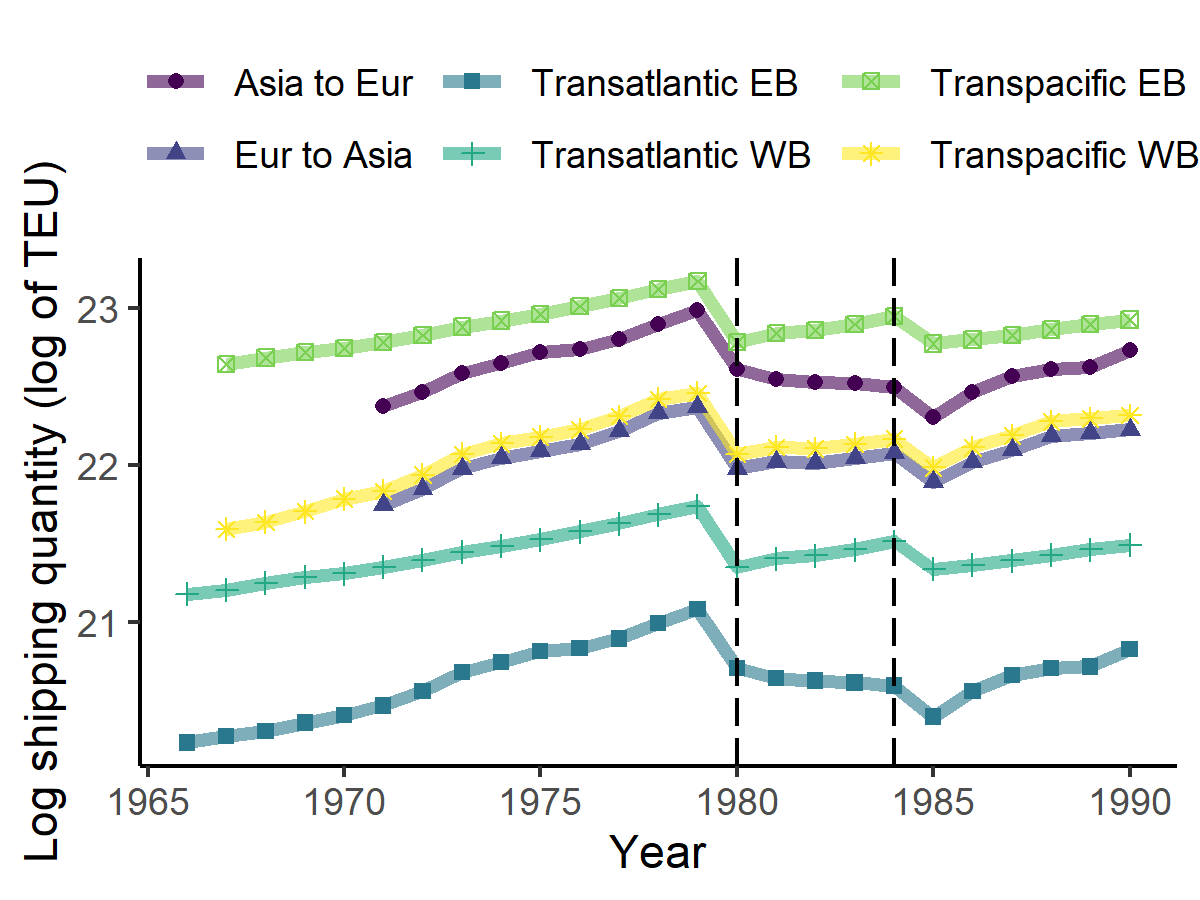 Asia to Eur
Transatlantic EB
Transpacific EB
Eur to Asia
Transatlantic WB
Transpacific WB
Log shipping quantity (log of TEU)
23
22
21
1965
1970
1975
1980
1985
1990
Year